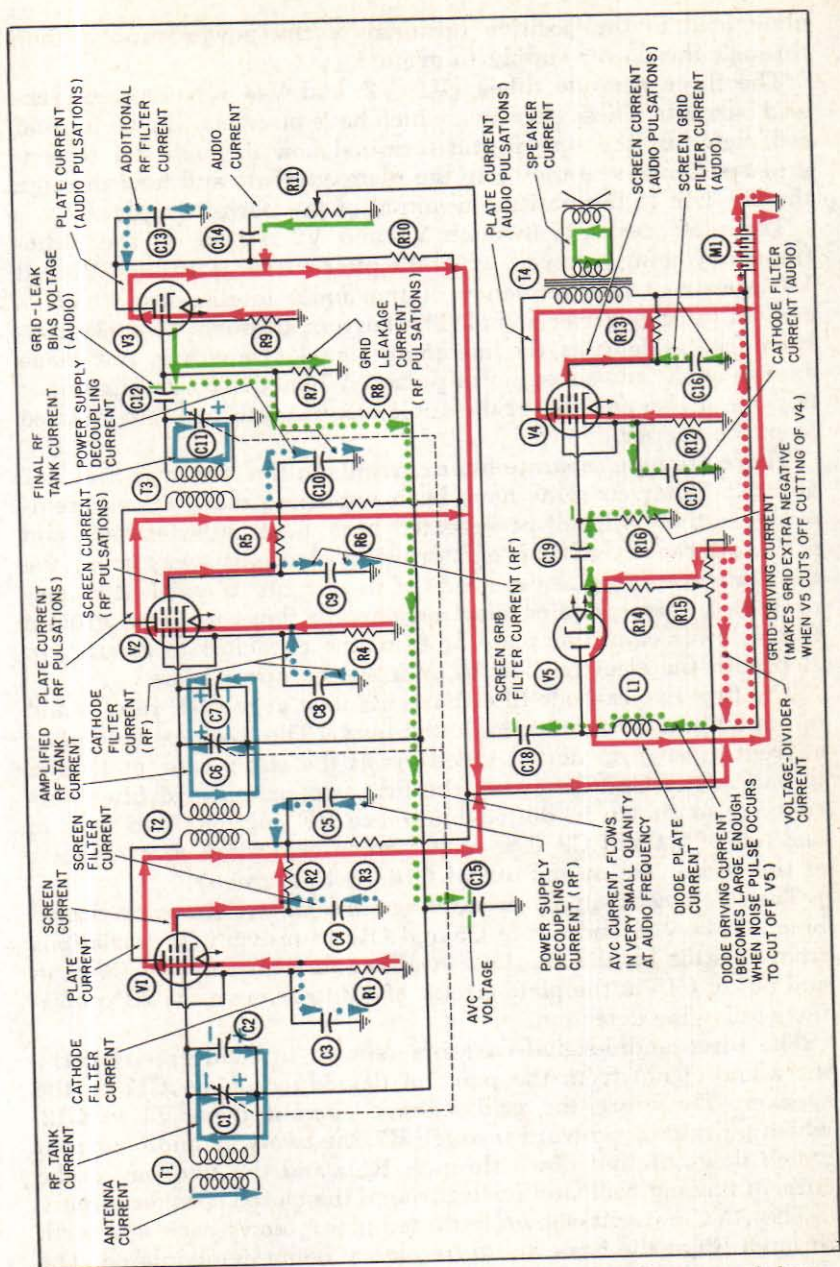 ANTENNA
CURRENT
T1
RF TANK
CURRENT
C1
C2
CATHODE
FILTER
CURRENT
C3
R1
V1
PLATE
CURRENT
SCREEN
CURRENT
SCREEN
FILTER
CURRENT
C4
R2
R3
C5
T2
AMPLIFIED
RF TANK
CURRENT
C6
C7
CATHODE
FILTER
CURRENT
(RF)
C8
R4
V2
PLATE CURRENT
(RF PULSATIONS)
SCREEN CURRENT
(RF PULSATIONS)
R5
C9
R6
SCREEN GRID
FILTER CURRENT (RF)
T3
FINAL RF
TANK CURRENT
C10
C11
POWER SUPPLY
DECOUPLING
CURRENT
C12
GRID-LEAK
BIAS VOLTAGE
(AUDIO)
R7
R8
GRID
LEAKAGE
CURRENT
(RF PULSATIONS)
V3
R9
PLATE CURRENT
(AUDIO PULSATIONS)
C13
ADDITIONAL
RF FILTER
CURRENT
C14
AUDIO
CURRENT
R11
R10
C15
AVC
VOLTAGE
POWER SUPPLY
DECOUPLING
CURRENT (RF)
AVC CURRENT FLOWS
IN VERY SMALL QUANTITY
AT AUDIO FREQUENCY
DIODE PLATE
CURRENT
DIODE DRIVING CURRENT
(BECOMES LARGE ENOUGH
WHEN NOISE PULSE OCCURS
TO CUT OFF V5)
C18
L1
V5
R14
R15
C19
R16
VOLTAGE-DIVIDER
CURRENT
GRID-DRIVING CURRENT
(MAKES GRID EXTRA NEGATIVE
WHEN V5 CUTS OFF CUTTING OF V4)
V4
C17
R12
CATHODE FILTER
CURRENT (AUDIO)
R13
C16
M1
T4
PLATE CURRENT
(AUDIO PULSATIONS)
SPEAKER
CURRENT
SCREEN CURRENT
(AUDIO PULSATIONS)
SCREEN GRID
FILTER CURRENT
(AUDIO)